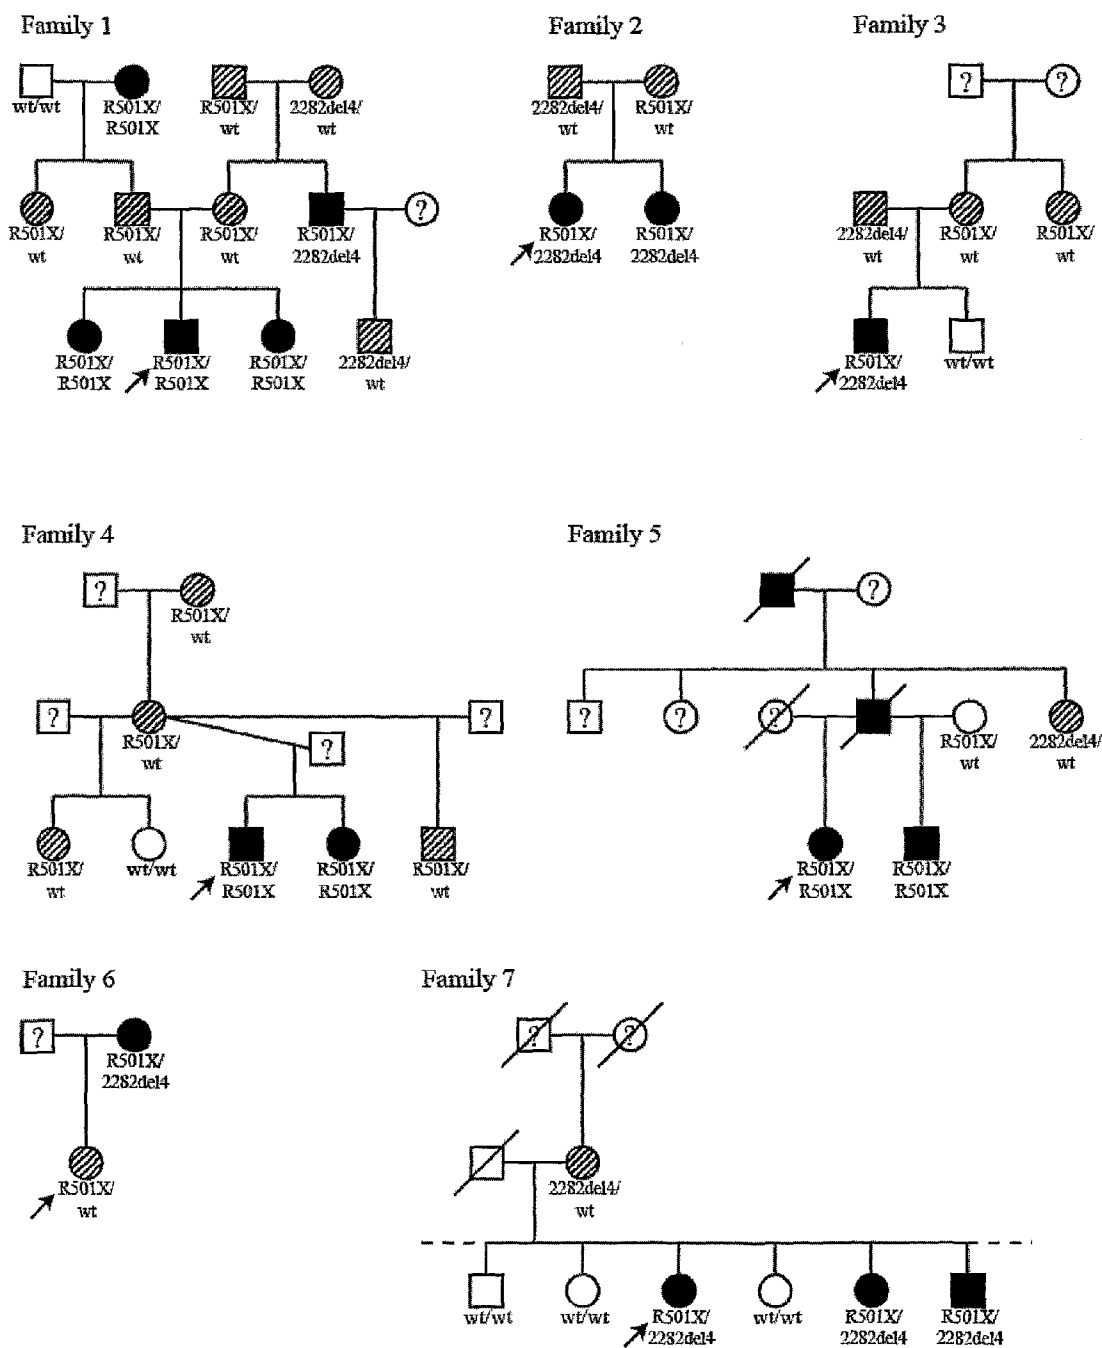 Family 1
Family 2
Family 3
wt/wt
R501X/
R501X
R501X/
wt
2282del4/
wt
2282del4/
wt
R501X/
wt
?
?
R501X/
wt
R501X/
wt
R501X/
wt
R501X/
2282del4
?
R501X/
2282del4
R501X/
2282del4
2282del4/
wt
R501X/
wt
R501X/
wt
R501X/
R501X
R501X/
R501X
R501X/
R501X
2282del4/
wt
R501X/
2282del4
wt/wt
Family 4
Family 5
?
R501X/
wt
?
?
R501X/
wt
?
?
?
?
?
R501X/
wt
2282del4/
wt
R501X/
wt
wt/wt
R501X/
R501X
R501X/
R501X
R501X/
wt
R501X/
R501X
R501X/
R501X
Family 6
Family 7
?
R501X/
2282del4
?
?
R501X/
wt
2282del4/
wt
wt/wt
wt/wt
R501X/
2282del4
wt/wt
R501X/
2282del4
R501X/
2282del4